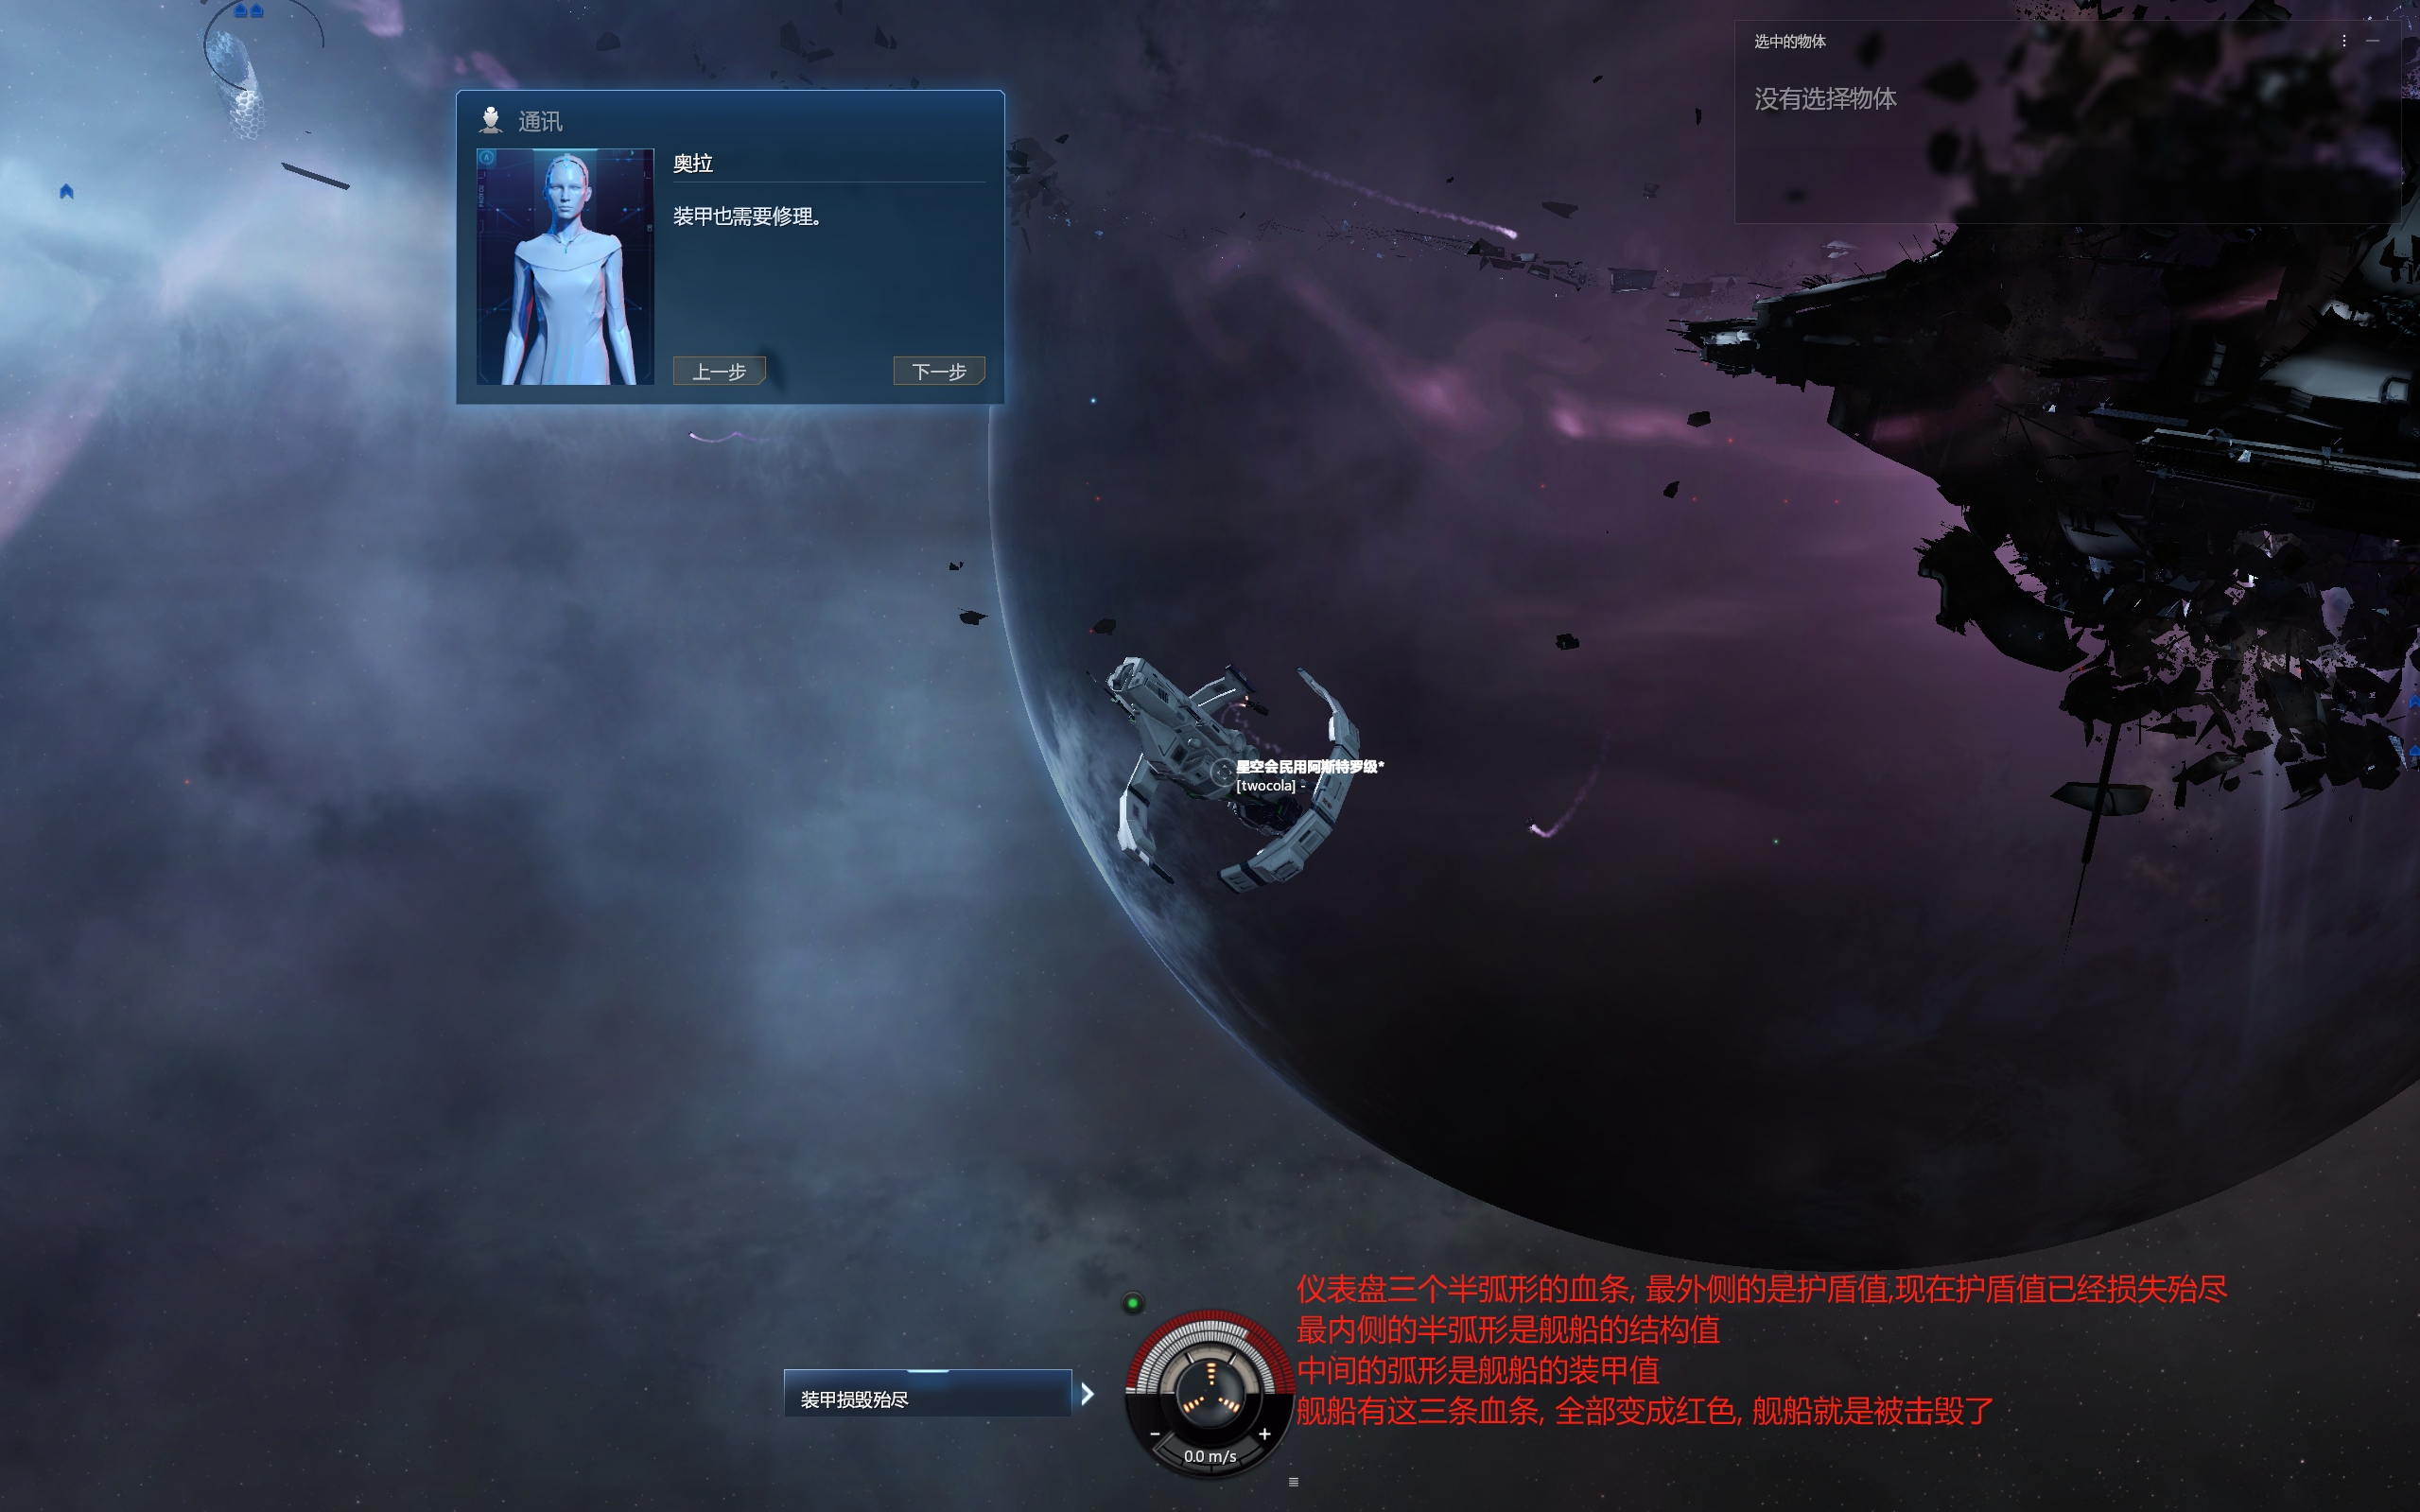 选中的物体
没有选择物体
通讯
奥拉
装甲也需要修理。
上一步
下一步
星空会民用阿斯特罗级*
[twocola] -
仪表盘三个半弧形的血条, 最外侧的是护盾值,现在护盾值已经损失殆尽
最内侧的半弧形是舰船的结构值
中间的弧形是舰船的装甲值
舰船有这三条血条, 全部变成红色, 舰船就是被击毁了
装甲损毁殆尽
- +
0.0 m/s